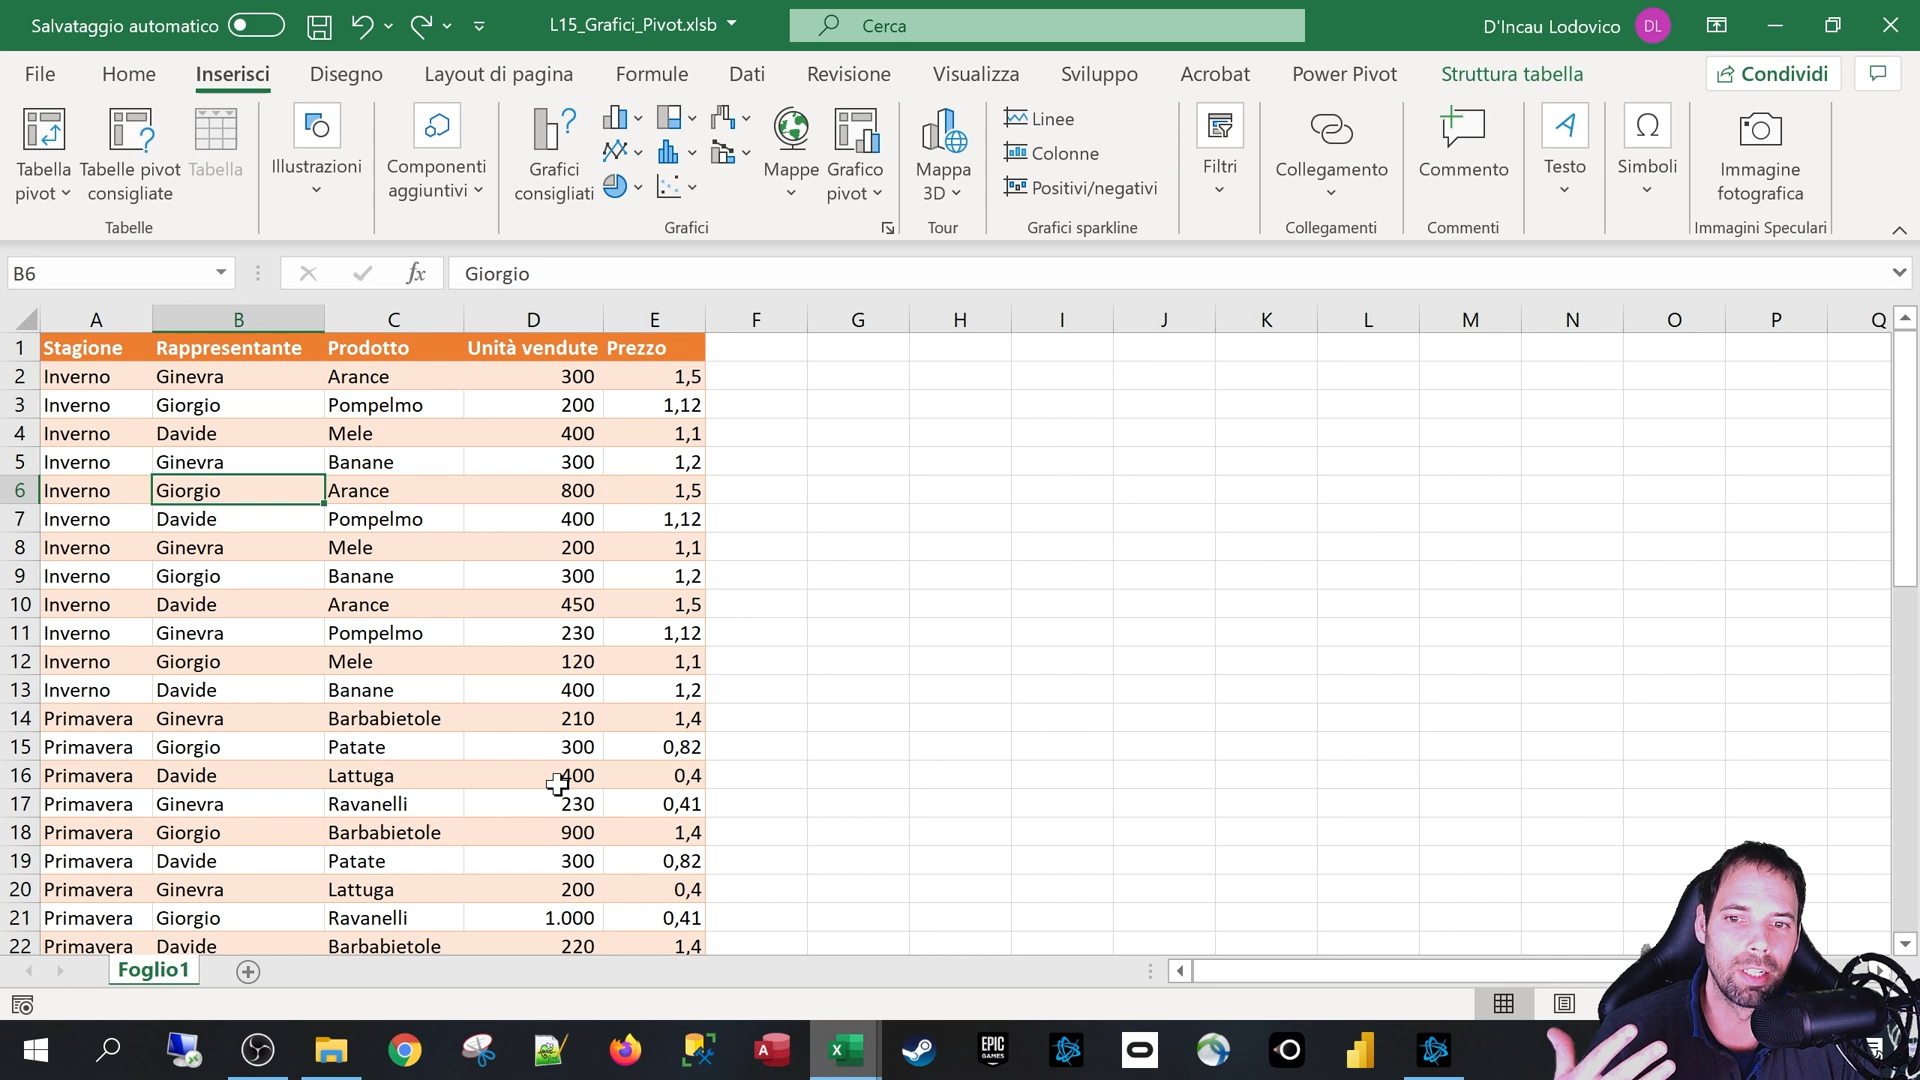 Salvataggio automatico
L15_Grafici_Pivot.xlsb
Cerca
D'Incau Lodovico
DL
File
Home
Inserisci
Disegno
Layout di pagina
Formule
Dati
Revisione
Visualizza
Sviluppo
Acrobat
Power Pivot
Struttura tabella
Condividi
Tabella pivot
Tabelle pivot consigliate
Tabella
Illustrazioni
Componenti aggiuntivi
Grafici consigliati
Mappe
Grafico pivot
Mappa 3D
Linee
Colonne
Positivi/negativi
Filtri
Collegamento
Commento
Testo
Simboli
Immagine fotografica
Tabelle
Grafici
Tour
Grafici sparkline
Collegamenti
Commenti
Immagini Speculari
B6
fx
Giorgio
A B C D E F G H I J K L M N O P Q
1 Stagione Rappresentante Prodotto Unità vendute Prezzo
2 Inverno Ginevra Arance 300 1,5
3 Inverno Giorgio Pompelmo 200 1,12
4 Inverno Davide Mele 400 1,1
5 Inverno Ginevra Banane 300 1,2
6 Inverno Giorgio Arance 800 1,5
7 Inverno Davide Pompelmo 400 1,12
8 Inverno Ginevra Mele 200 1,1
9 Inverno Giorgio Banane 300 1,2
10 Inverno Davide Arance 450 1,5
11 Inverno Ginevra Pompelmo 230 1,12
12 Inverno Giorgio Mele 120 1,1
13 Inverno Davide Banane 400 1,2
14 Primavera Ginevra Barbabietole 210 1,4
15 Primavera Giorgio Patate 300 0,82
16 Primavera Davide Lattuga 400 0,4
17 Primavera Ginevra Ravanelli 230 0,41
18 Primavera Giorgio Barbabietole 900 1,4
19 Primavera Davide Patate 300 0,82
20 Primavera Ginevra Lattuga 200 0,4
21 Primavera Giorgio Ravanelli 1.000 0,41
22 Primavera Davide Barbabietole 220 1,4
Foglio1
EPIC GAMES